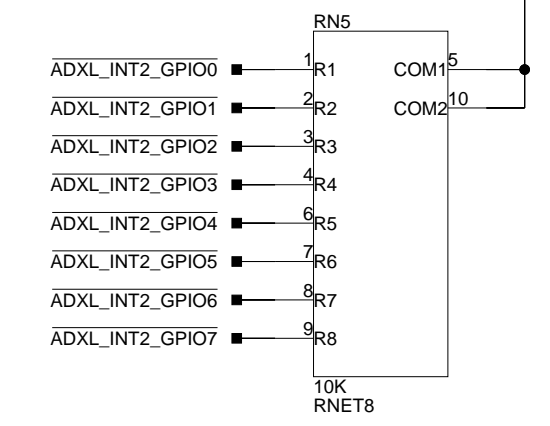 RN5
ADXL_INT2_GPIO0 1 R1 COM1 5
ADXL_INT2_GPIO1 2 R2 COM2 10
ADXL_INT2_GPIO2 3 R3
ADXL_INT2_GPIO3 4 R4
ADXL_INT2_GPIO4 6 R5
ADXL_INT2_GPIO5 7 R6
ADXL_INT2_GPIO6 8 R7
ADXL_INT2_GPIO7 9 R8
10K
RNET8